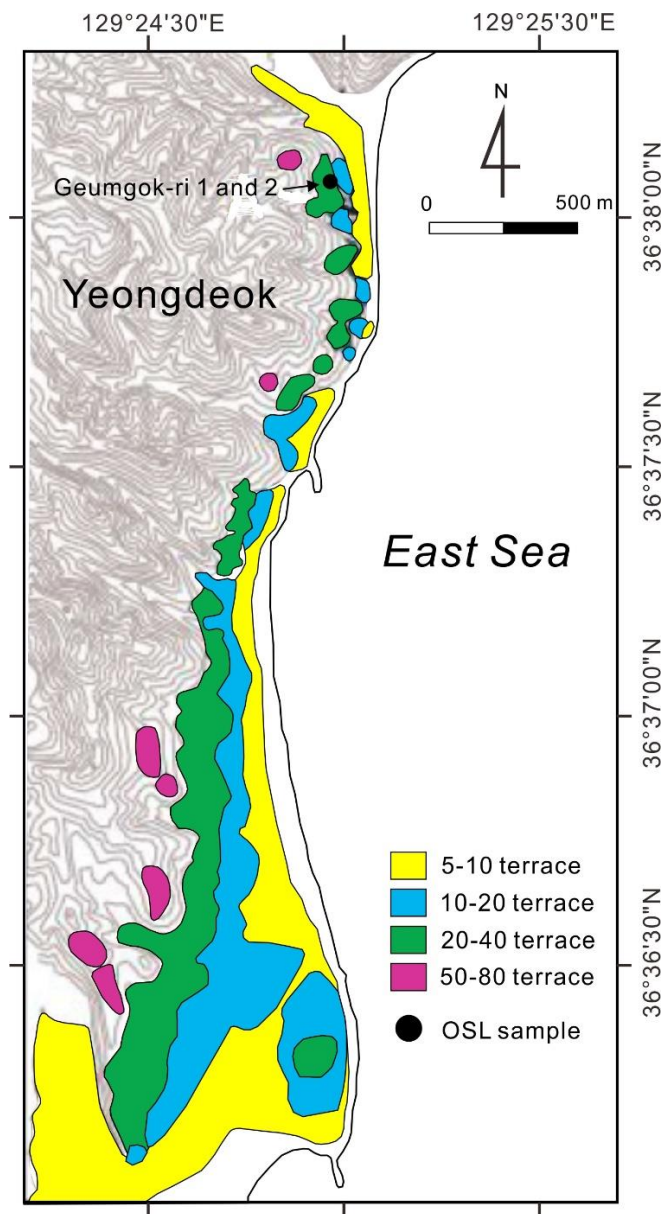 129°24'30"E
129°25'30"E
N
Geumgok-ri 1 and 2
0
500 m
36°38'00"N
Yeongdeok
36°37'30"N
East Sea
36°37'00"N
5-10 terrace
10-20 terrace
20-40 terrace
50-80 terrace
OSL sample
36°36'30"N